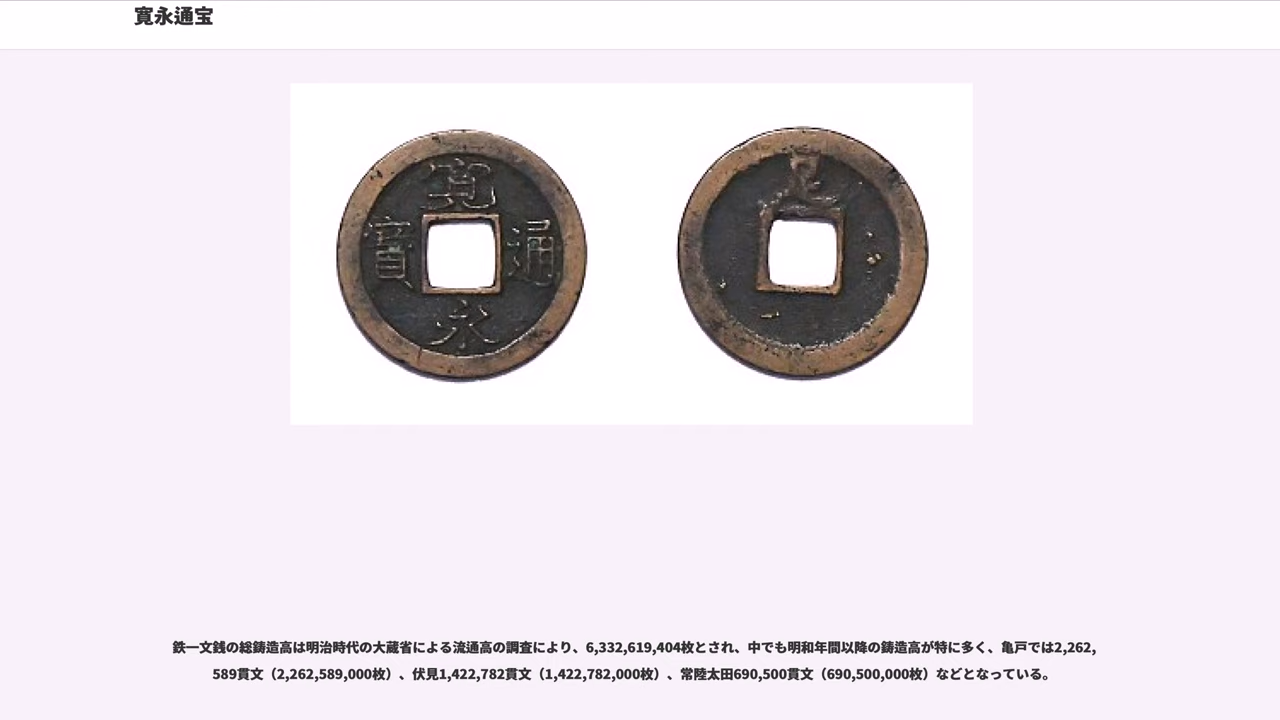 寛永通宝
寛
通
寳
永
足
鉄一文銭の総鋳造高は明治時代の大蔵省による流通高の調査により、6,332,619,404枚とされ、中でも明和年間以降の鋳造高が特に多く、亀戸では2,262,
589貫文（2,262,589,000枚）、伏見1,422,782貫文（1,422,782,000枚）、常陸太田690,500貫文（690,500,000枚）などとなっている。